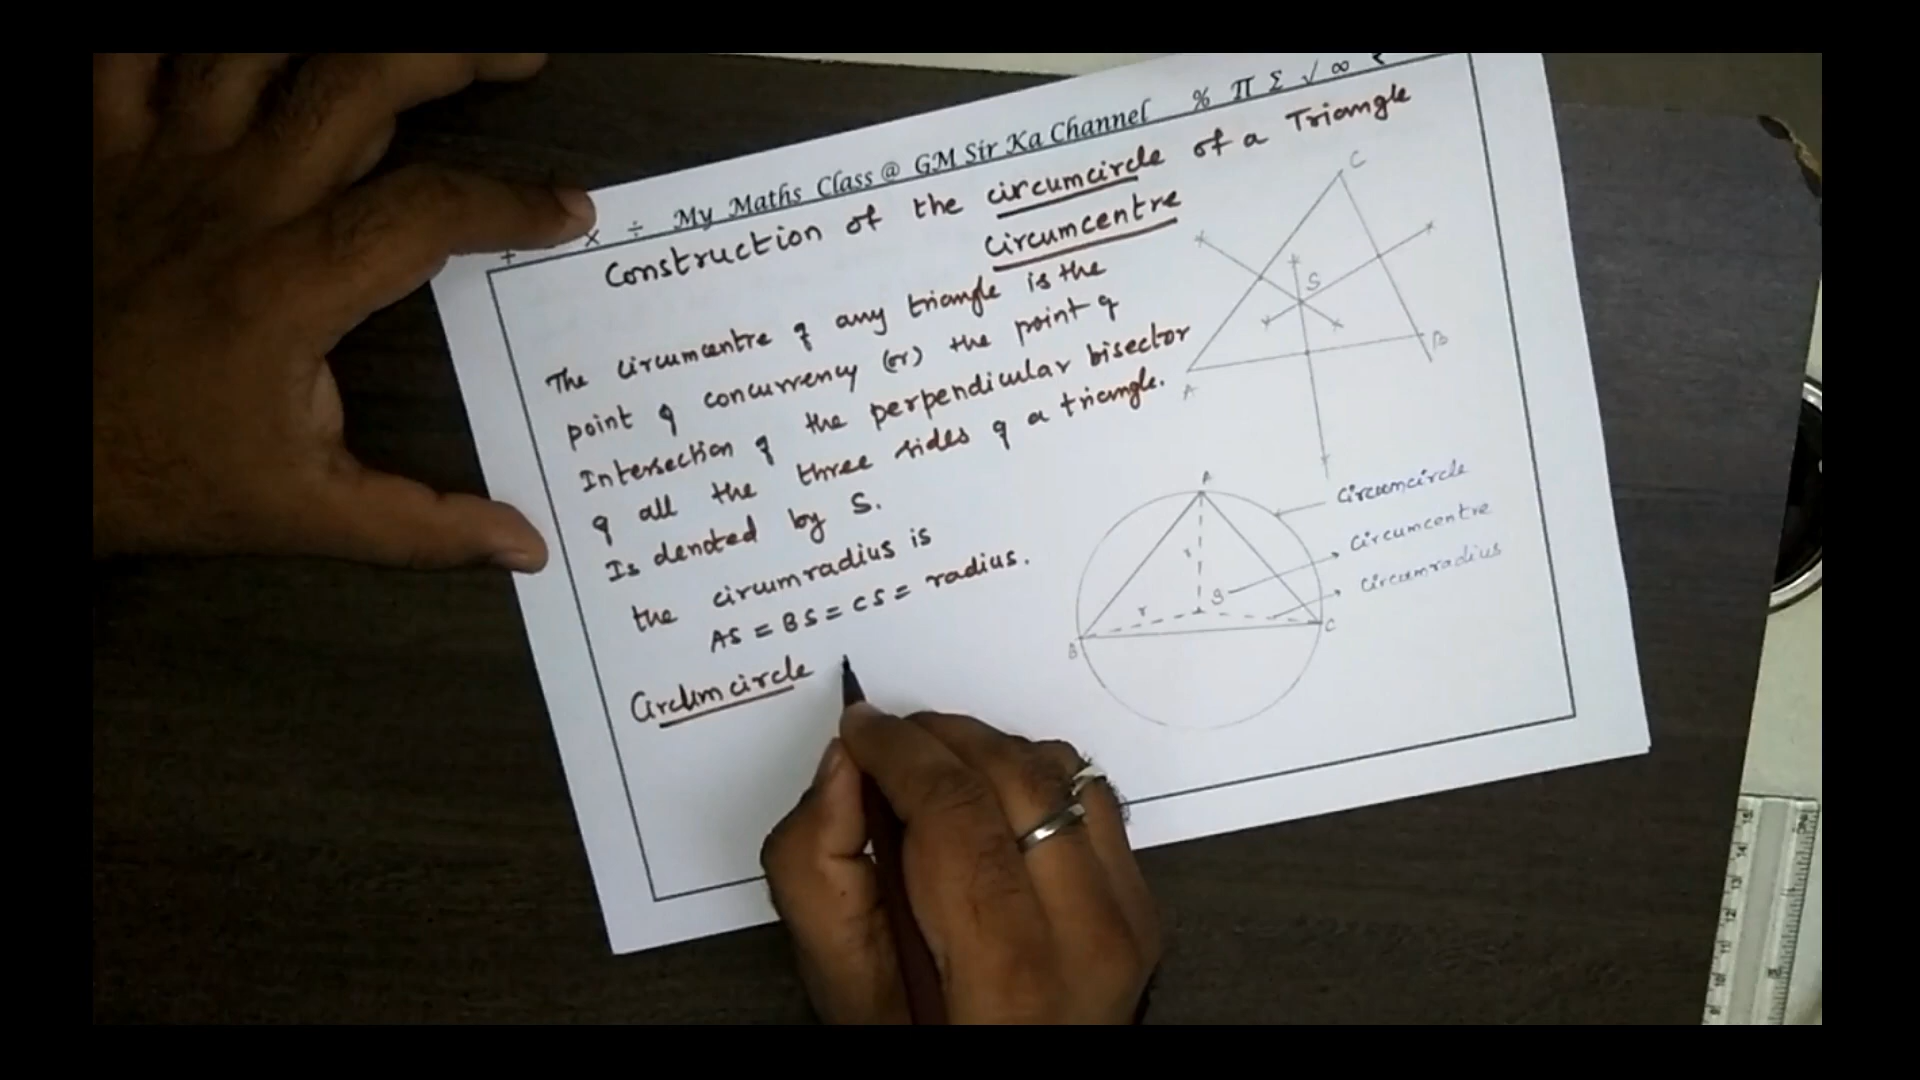 + − × ÷ My Maths Class @ GM Sir Ka Channel % Π Σ √ ∞
Construction of the circumcircle of a Triangle
Circumcentre
The circumcentre of any triangle is the
point of concurrency (or) the point of
Intersection of the perpendicular bisector
of all the three sides of a triangle.
Is denoted by S.
the circumradius is
AS = BS = CS = radius.
Circumcircle
C
S
B
A
A
Circumcircle
Circumcentre
Circumradius
r
S
r
B
C